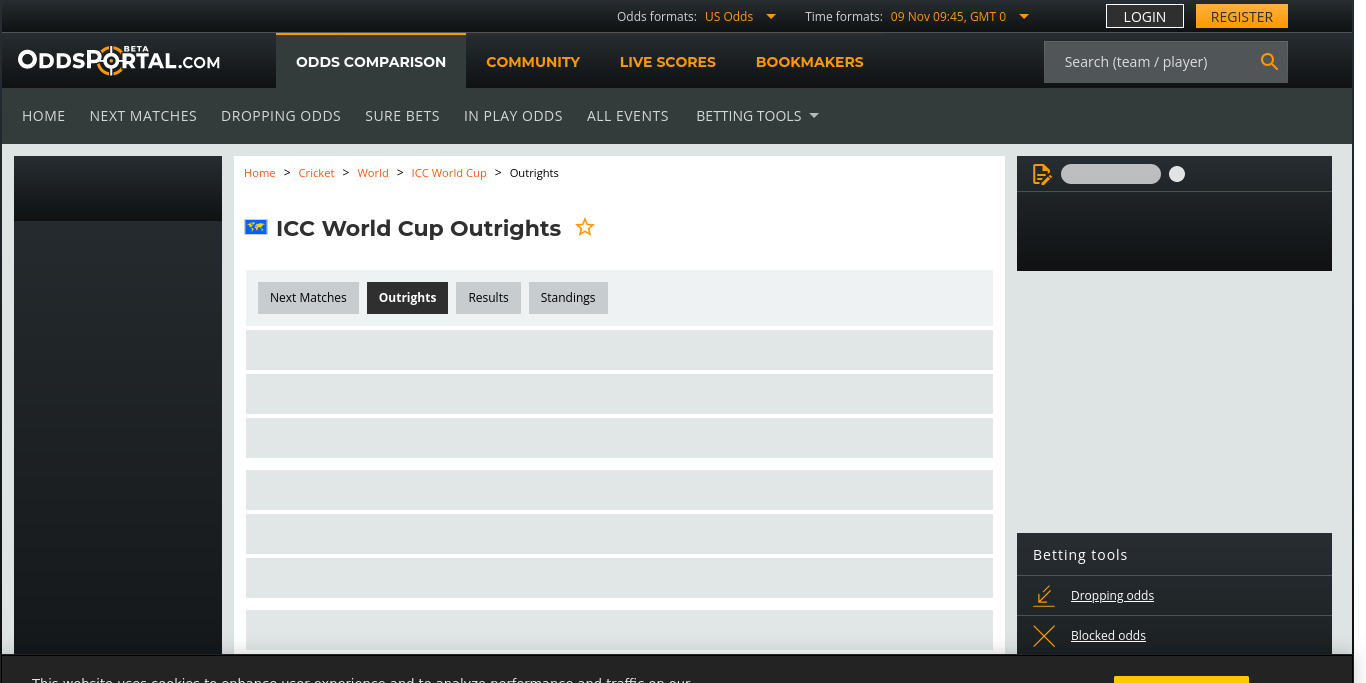 Odds formats: US Odds Time formats: 09 Nov 09:45, GMT 0 LOGIN REGISTER
ODDSPORTAL.COM BETA ODDS COMPARISON COMMUNITY LIVE SCORES BOOKMAKERS Search (team / player)
HOME NEXT MATCHES DROPPING ODDS SURE BETS IN PLAY ODDS ALL EVENTS BETTING TOOLS
Home > Cricket > World > ICC World Cup > Outrights
ICC World Cup Outrights
Next Matches Outrights Results Standings
Betting tools
Dropping odds
Blocked odds
This website uses cookies to enhance user experience and to analyze performance and traffic on our